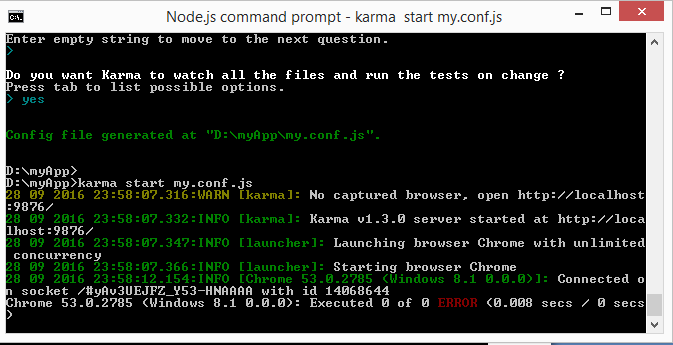 Node.js command prompt - karma  start my.conf.js
Enter empty string to move to the next question.
>
Do you want Karma to watch all the files and run the tests on change ?
Press tab to list possible options.
> yes
Config file generated at "D:\myApp\my.conf.js".
D:\myApp>
D:\myApp>karma start my.conf.js
28 09 2016 23:58:07.316:WARN [karma]: No captured browser, open http://localhost
:9876/
28 09 2016 23:58:07.332:INFO [karma]: Karma v1.3.0 server started at http://loca
lhost:9876/
28 09 2016 23:58:07.347:INFO [launcher]: Launching browser Chrome with unlimited
 concurrency
28 09 2016 23:58:07.366:INFO [launcher]: Starting browser Chrome
28 09 2016 23:58:12.154:INFO [Chrome 53.0.2785 (Windows 8.1 0.0.0)]: Connected o
n socket /#yAv3UEJFZ_Y53-HNAAAA with id 14068644
Chrome 53.0.2785 (Windows 8.1 0.0.0): Executed 0 of 0 ERROR (0.008 secs / 0 secs
)